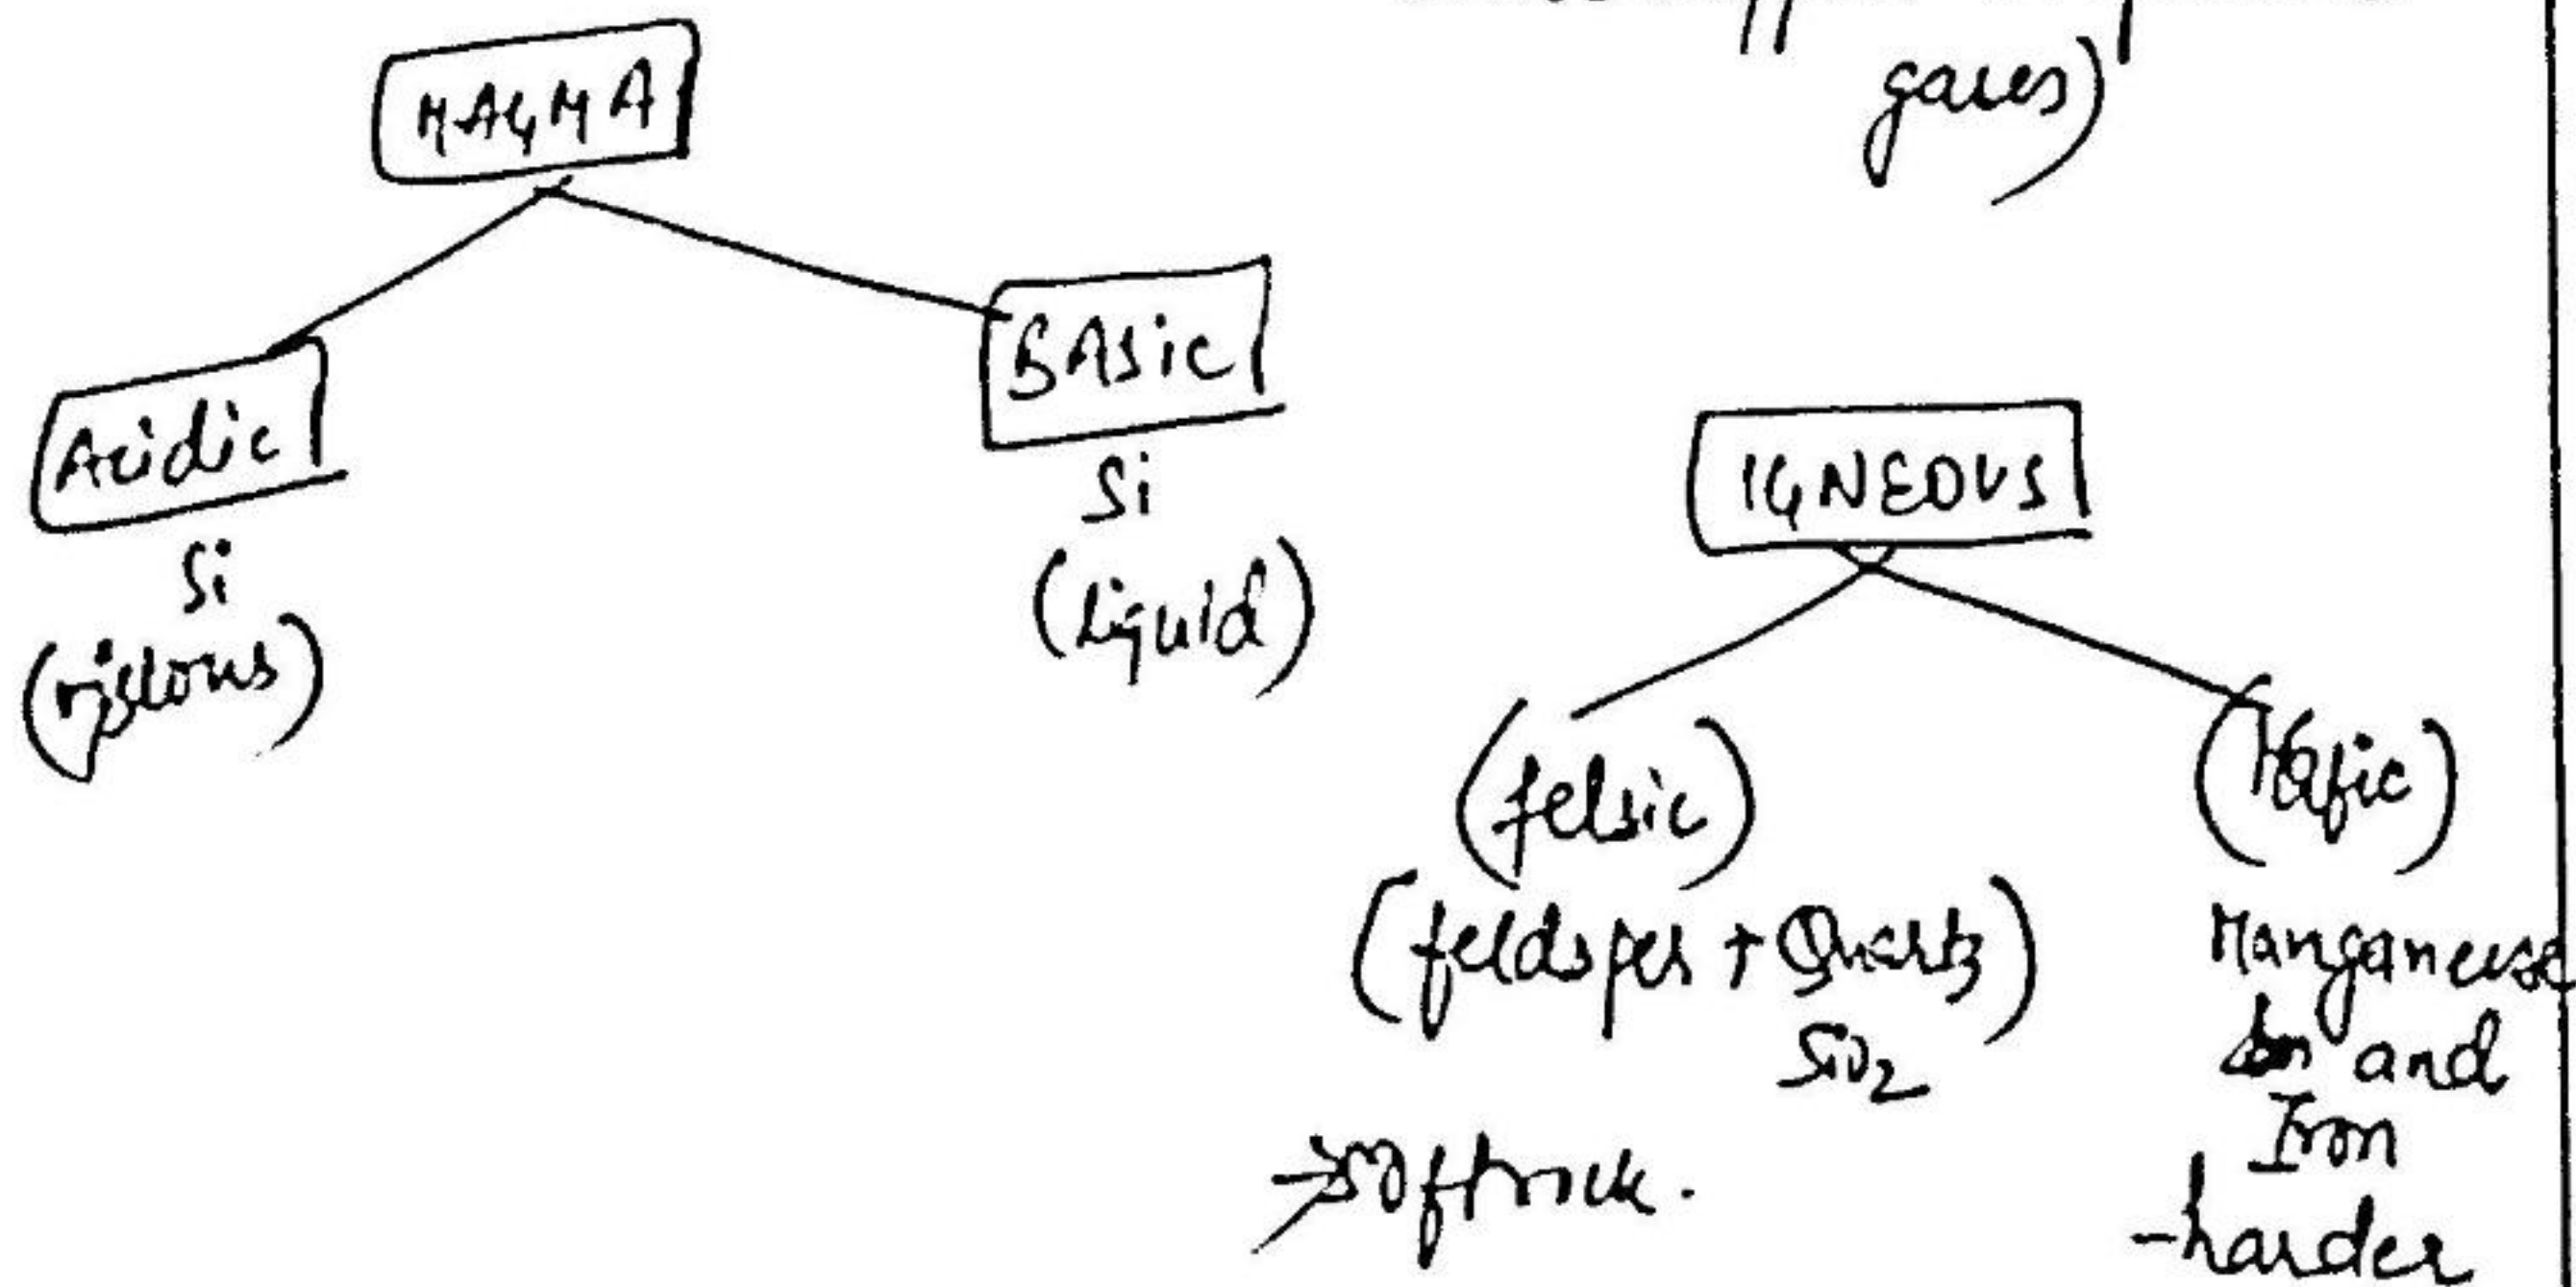 gases)
MAGMA
Acidic
Si
(viscous)
BASiC
Si
(Liquid)
IGNEOUS
(felsic)
(feldsper + Quartz)
SiO2
→ soft rock.
(Mafic)
Manganeese
and
Iron
- harder